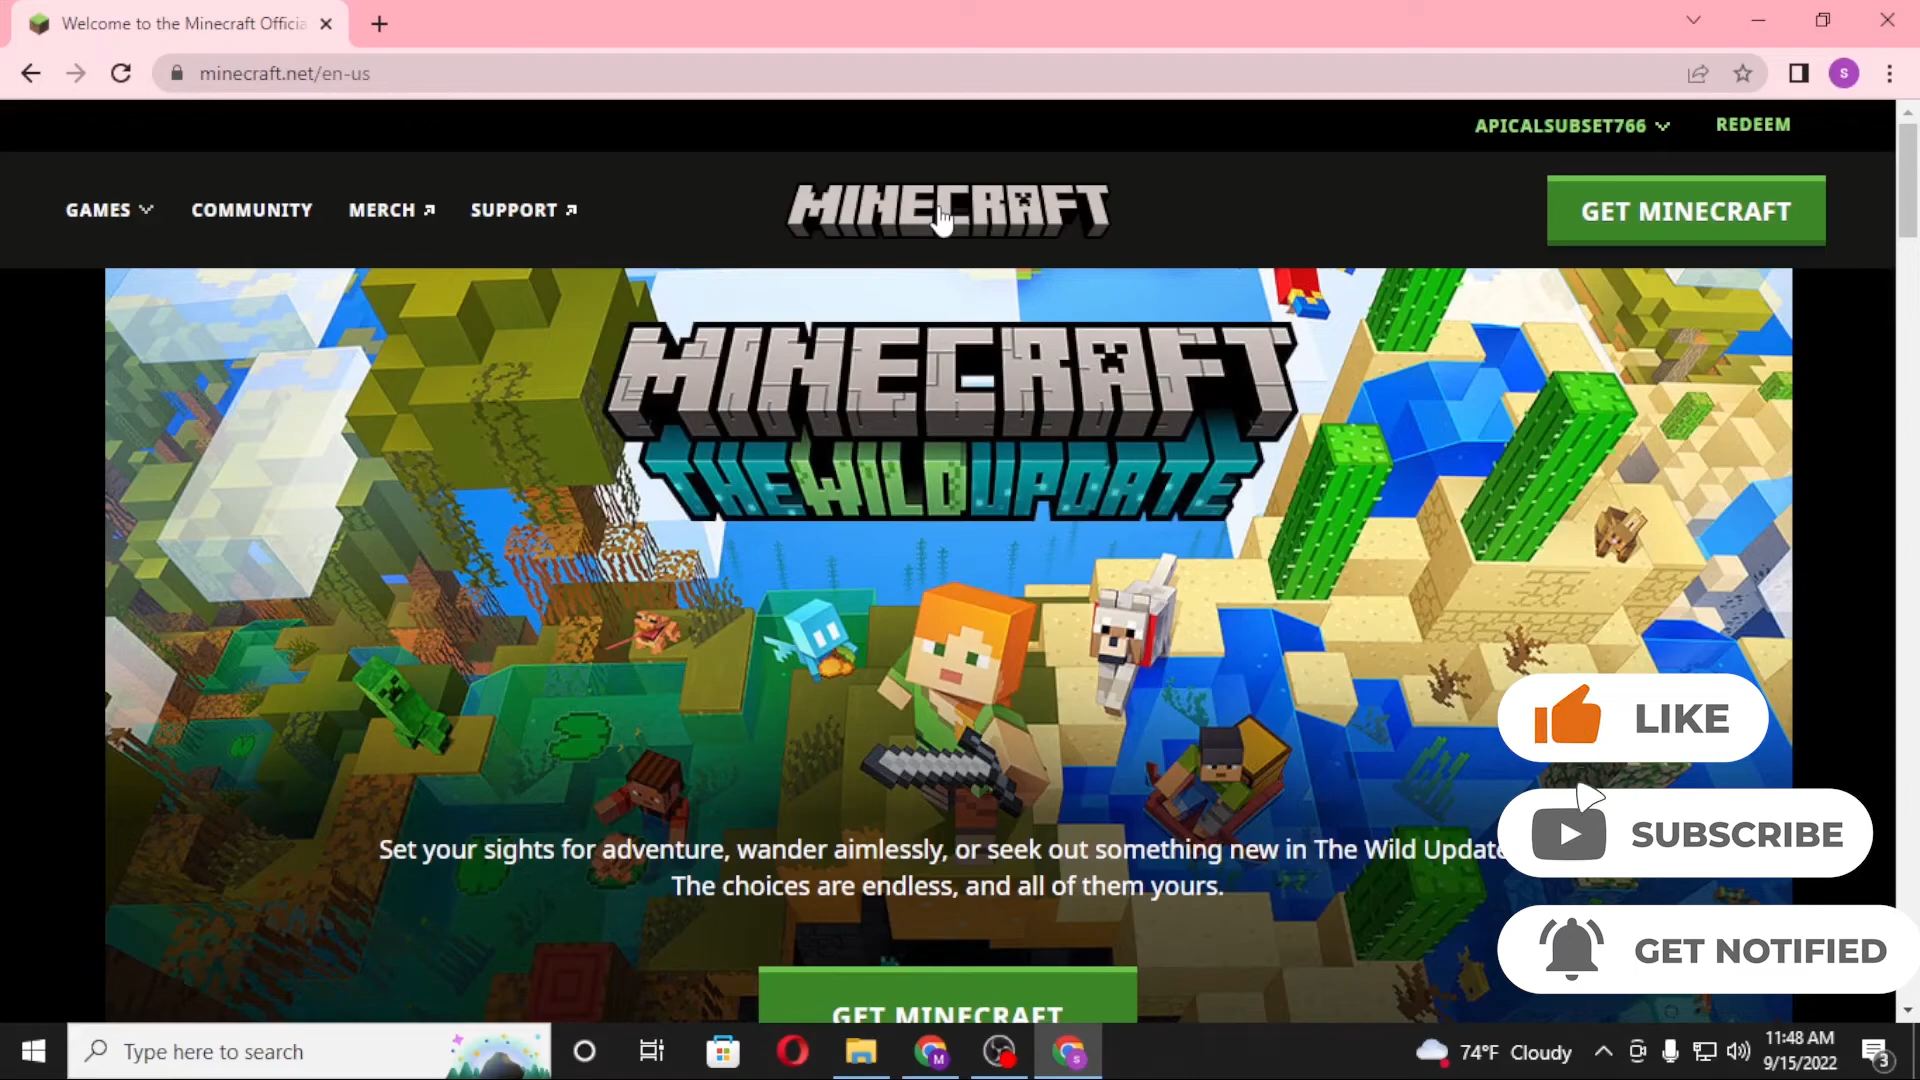 Welcome to the Minecraft Officia
minecraft.net/en-us
S
APICALSUBSET766
REDEEM
GAMES
COMMUNITY
MERCH
SUPPORT
MINECRAFT
GET MINECRAFT
MINECRAFT
THE WILD UPDATE
LIKE
SUBSCRIBE
Set your sights for adventure, wander aimlessly, or seek out something new in The Wild Update
The choices are endless, and all of them yours.
GET NOTIFIED
GET MINECRAFT
Type here to search
M
S
74°F Cloudy
11:48 AM
9/15/2022
3